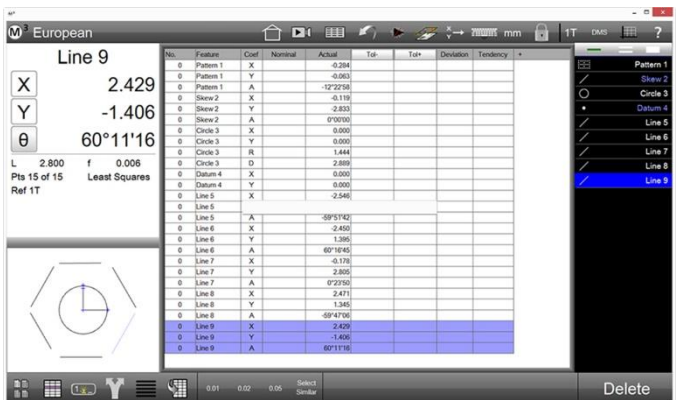 M³ European mm 1T DMS ?
Line 9
X 2.429
Y -1.406
θ 60°11'16
L 2.800 f 0.006
Pts 15 of 15 Least Squares
Ref 1T
No. Feature Coef Nominal Actual Tol- Tol+ Deviation Tendency +
0 Pattern 1 X -0.284
0 Pattern 1 Y -0.063
0 Pattern 1 A -12°22'58
0 Skew 2 X -0.119
0 Skew 2 Y -2.833
0 Skew 2 A 0°00'00
0 Circle 3 X 0.000
0 Circle 3 Y 0.000
0 Circle 3 R 1.444
0 Circle 3 D 2.889
0 Datum 4 X 0.000
0 Datum 4 Y 0.000
0 Line 5 X -2.546
0 Line 5
0 Line 5 A -59°51'42
0 Line 6 X -2.450
0 Line 6 Y 1.395
0 Line 6 A 60°16'45
0 Line 7 X -0.178
0 Line 7 Y 2.805
0 Line 7 A 0°23'50
0 Line 8 X 2.471
0 Line 8 Y 1.345
0 Line 8 A -59°47'06
0 Line 9 X 2.429
0 Line 9 Y -1.406
0 Line 9 A 60°11'16
Pattern 1
Skew 2
Circle 3
Datum 4
Line 5
Line 6
Line 7
Line 8
Line 9
0.01 0.02 0.05 Select Similar
Delete